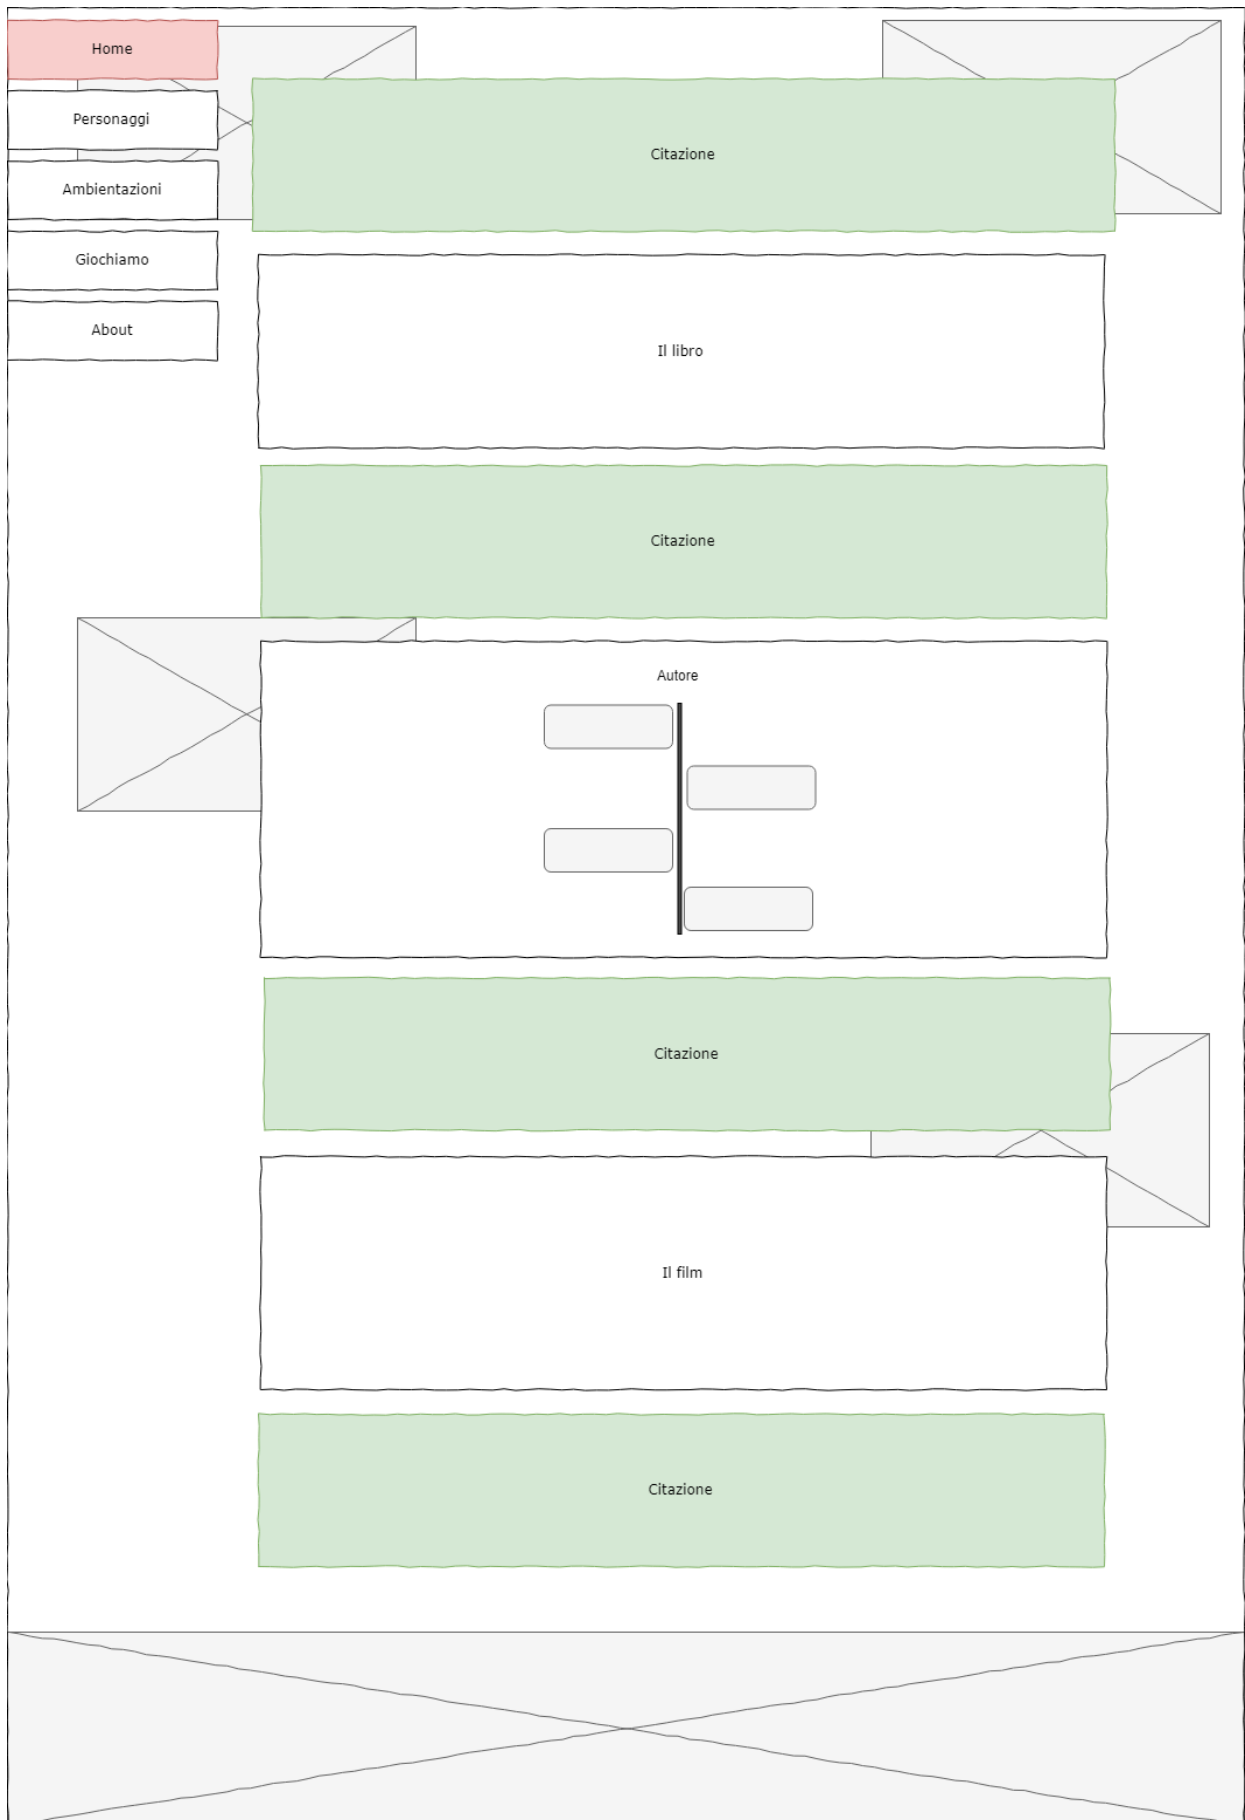 Home
Personaggi
Ambientazioni
Giochiamo
About
Citazione
Il libro
Citazione
Autore
Citazione
Il film
Citazione